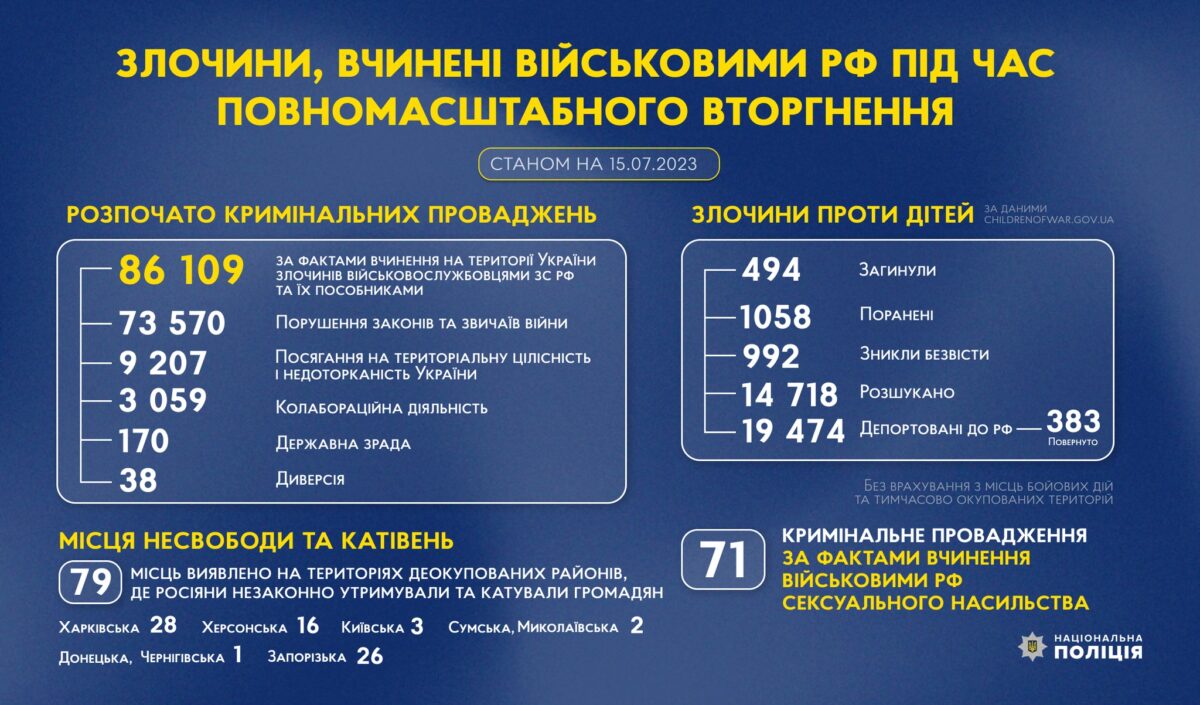 ЗЛОЧИНИ, ВЧИНЕНІ ВІЙСЬКОВИМИ РФ ПІД ЧАС
ПОВНОМАСШТАБНОГО ВТОРГНЕННЯ
СТАНОМ НА 15.07.2023
РОЗПОЧАТО КРИМІНАЛЬНИХ ПРОВАДЖЕНЬ
86 109 ЗА ФАКТАМИ ВЧИНЕННЯ НА ТЕРИТОРІЇ УКРАЇНИ
ЗЛОЧИНІВ ВІЙСЬКОВОСЛУЖБОВЦЯМИ ЗС РФ
ТА ЇХ ПОСОБНИКАМИ
73 570 ПОРУШЕННЯ ЗАКОНІВ ТА ЗВИЧАЇВ ВІЙНИ
9 207 ПОСЯГАННЯ НА ТЕРИТОРІАЛЬНУ ЦІЛІСНІСТЬ
І НЕДОТОРКАНІСТЬ УКРАЇНИ
3 059 КОЛАБОРАЦІЙНА ДІЯЛЬНІСТЬ
170 ДЕРЖАВНА ЗРАДА
38 ДИВЕРСІЯ
ЗЛОЧИНИ ПРОТИ ДІТЕЙ
ЗА ДАНИМИ
CHILDRENOFWAR.GOV.UA
494 ЗАГИНУЛИ
1058 ПОРАНЕНІ
992 ЗНИКЛИ БЕЗВІСТИ
14 718 РОЗШУКАНО
19 474 ДЕПОРТОВАНІ ДО РФ — 383
ПОВЕРНУТО
БЕЗ ВРАХУВАННЯ З МІСЦЬ БОЙОВИХ ДІЙ
ТА ТИМЧАСОВО ОКУПОВАНИХ ТЕРИТОРІЙ
МІСЦЯ НЕСВОБОДИ ТА КАТІВЕНЬ
79 МІСЦЬ ВИЯВЛЕНО НА ТЕРИТОРІЯХ ДЕОКУПОВАНИХ РАЙОНІВ,
ДЕ РОСІЯНИ НЕЗАКОННО УТРИМУВАЛИ ТА КАТУВАЛИ ГРОМАДЯН
ХАРКІВСЬКА 28 ХЕРСОНСЬКА 16 КИЇВСЬКА 3 СУМСЬКА, МИКОЛАЇВСЬКА 2
ДОНЕЦЬКА, ЧЕРНІГІВСЬКА 1 ЗАПОРІЗЬКА 26
71 КРИМІНАЛЬНЕ ПРОВАДЖЕННЯ
ЗА ФАКТАМИ ВЧИНЕННЯ
ВІЙСЬКОВИМИ РФ
СЕКСУАЛЬНОГО НАСИЛЬСТВА
НАЦІОНАЛЬНА
ПОЛІЦІЯ